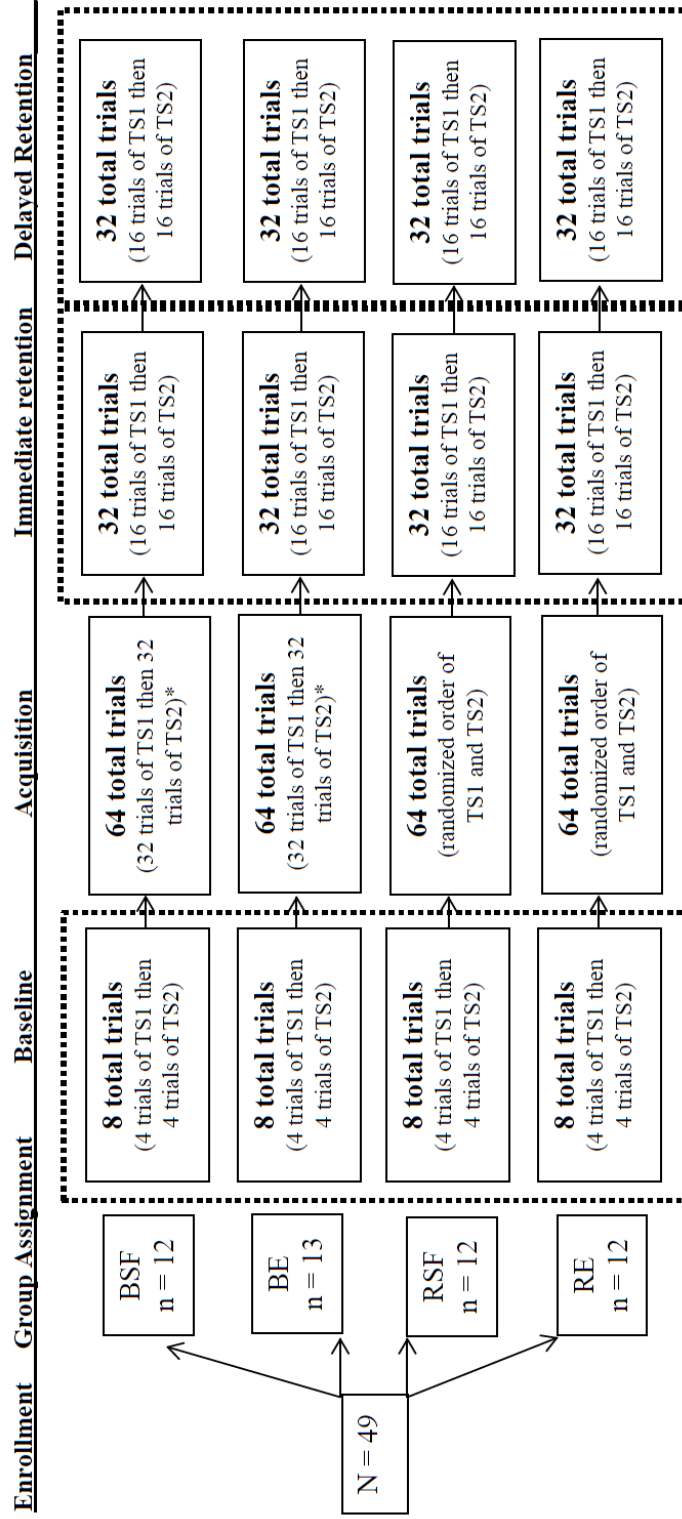 Enrollment
Group Assignment
Baseline
Acquisition
Immediate retention
Delayed Retention
N = 49
BSF
n = 12
8 total trials
(4 trials of TS1 then
4 trials of TS2)
64 total trials
(32 trials of TS1 then 32
trials of TS2)*
32 total trials
(16 trials of TS1 then
16 trials of TS2)
32 total trials
(16 trials of TS1 then
16 trials of TS2)
BE
n = 13
8 total trials
(4 trials of TS1 then
4 trials of TS2)
64 total trials
(32 trials of TS1 then 32
trials of TS2)*
32 total trials
(16 trials of TS1 then
16 trials of TS2)
32 total trials
(16 trials of TS1 then
16 trials of TS2)
RSF
n = 12
8 total trials
(4 trials of TS1 then
4 trials of TS2)
64 total trials
(randomized order of
TS1 and TS2)
32 total trials
(16 trials of TS1 then
16 trials of TS2)
32 total trials
(16 trials of TS1 then
16 trials of TS2)
RE
n = 12
8 total trials
(4 trials of TS1 then
4 trials of TS2)
64 total trials
(randomized order of
TS1 and TS2)
32 total trials
(16 trials of TS1 then
16 trials of TS2)
32 total trials
(16 trials of TS1 then
16 trials of TS2)